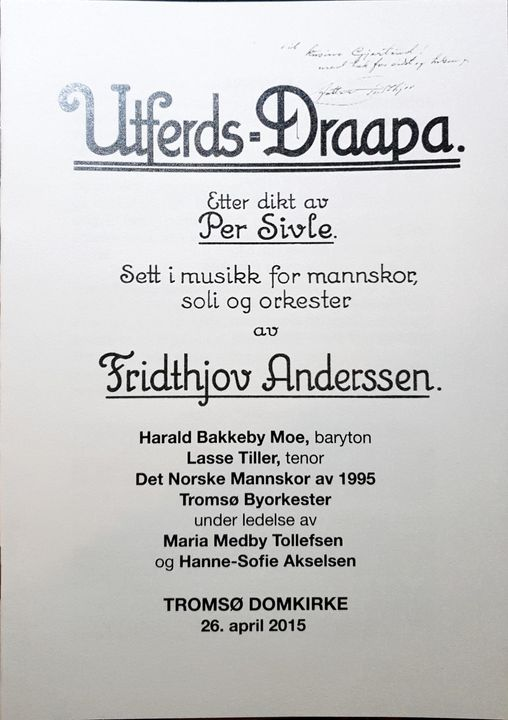 Utferds-Draapa.
Etter dikt av
Per Sivle.
Sett i musikk for mannskor,
soli og orkester
av
Fridthjov Anderssen.
Harald Bakkeby Moe, baryton
Lasse Tiller, tenor
Det Norske Mannskor av 1995
Tromsø Byorkester
under ledelse av
Maria Medby Tollefsen
og Hanne-Sofie Akselsen
TROMSØ DOMKIRKE
26. april 2015